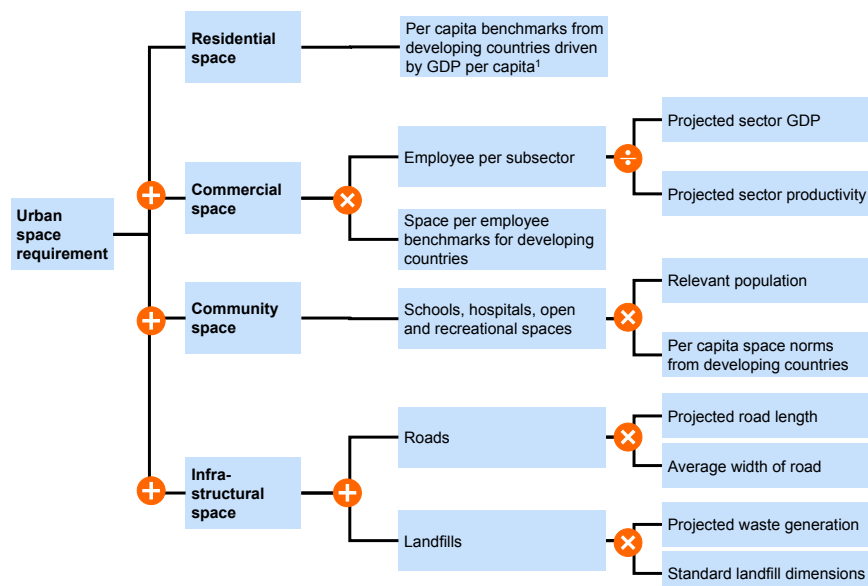 Residential
space
Per capita benchmarks from
developing countries driven
by GDP per capita¹
Projected sector GDP
Employee per subsector
÷
+
Commercial
space
×
Projected sector productivity
Urban
space
requirement
Space per employee
benchmarks for developing
countries
Relevant population
+
Community
space
Schools, hospitals, open
and recreational spaces
×
Per capita space norms
from developing countries
Projected road length
Roads
×
Average width of road
+
Infra-
structural
space
+
Projected waste generation
Landfills
×
Standard landfill dimensions